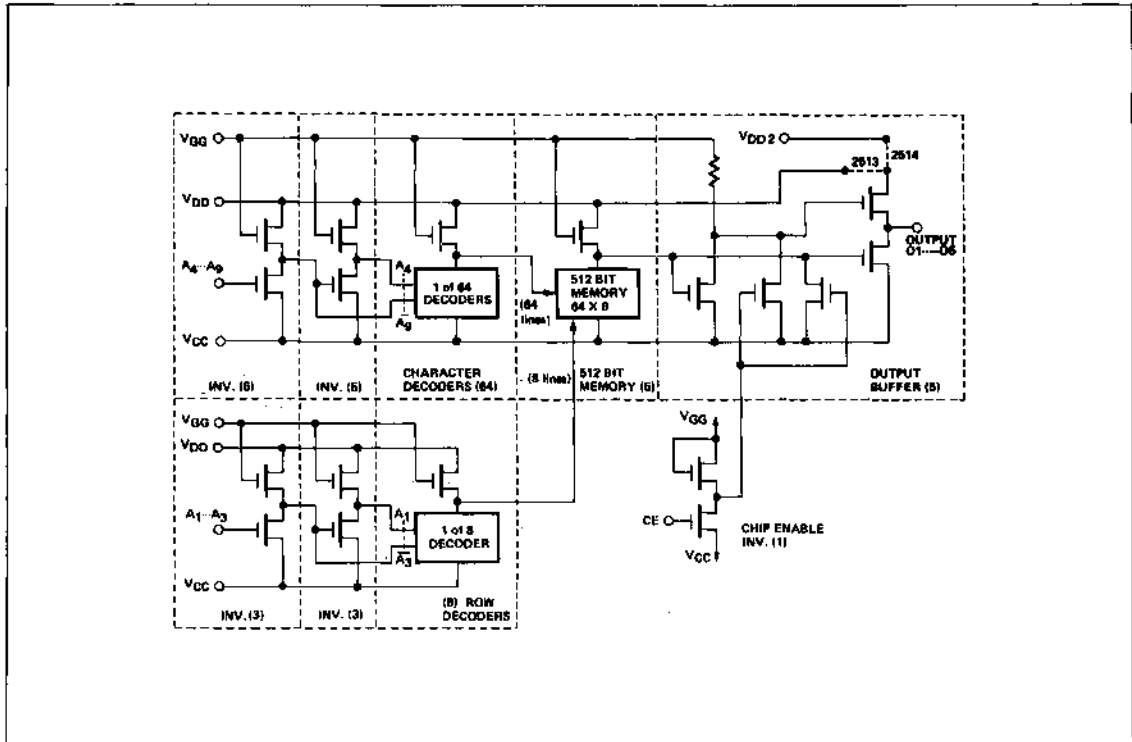 VGG
VDD 2
2513
2514
VDD
A4...A9
A4
A9
1 of 64
DECODERS
(64
lines)
512 BIT
MEMORY
64 X 8
OUTPUT
O1.....O5
VCC
INV. (6)
INV. (6)
CHARACTER
DECODERS (64)
(8 lines)
512 BIT
MEMORY (5)
OUTPUT
BUFFER (5)
VGG
VDD
A1...A3
A1
A3
1 of 8
DECODER
VCC
INV. (3)
INV. (3)
(8) ROW
DECODERS
VGG
CE
CHIP ENABLE
INV. (1)
VCC